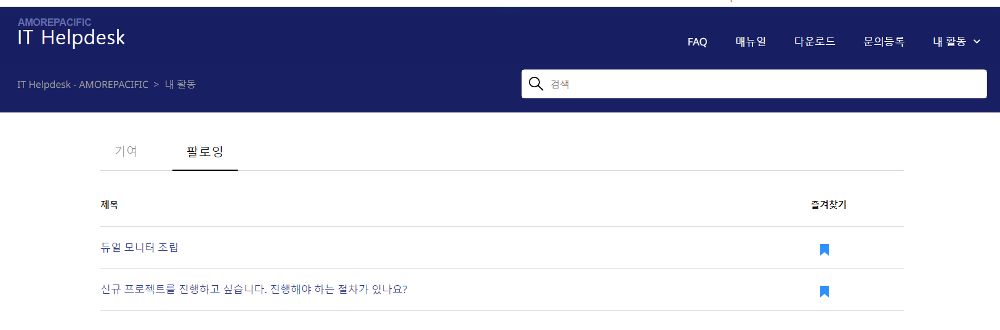 AMOREPACIFIC
IT Helpdesk
FAQ 매뉴얼 다운로드 문의등록 내 활동
IT Helpdesk - AMOREPACIFIC > 내 활동
검색
기여 팔로잉
제목 즐겨찾기
듀얼 모니터 조립
신규 프로젝트를 진행하고 싶습니다. 진행해야 하는 절차가 있나요?